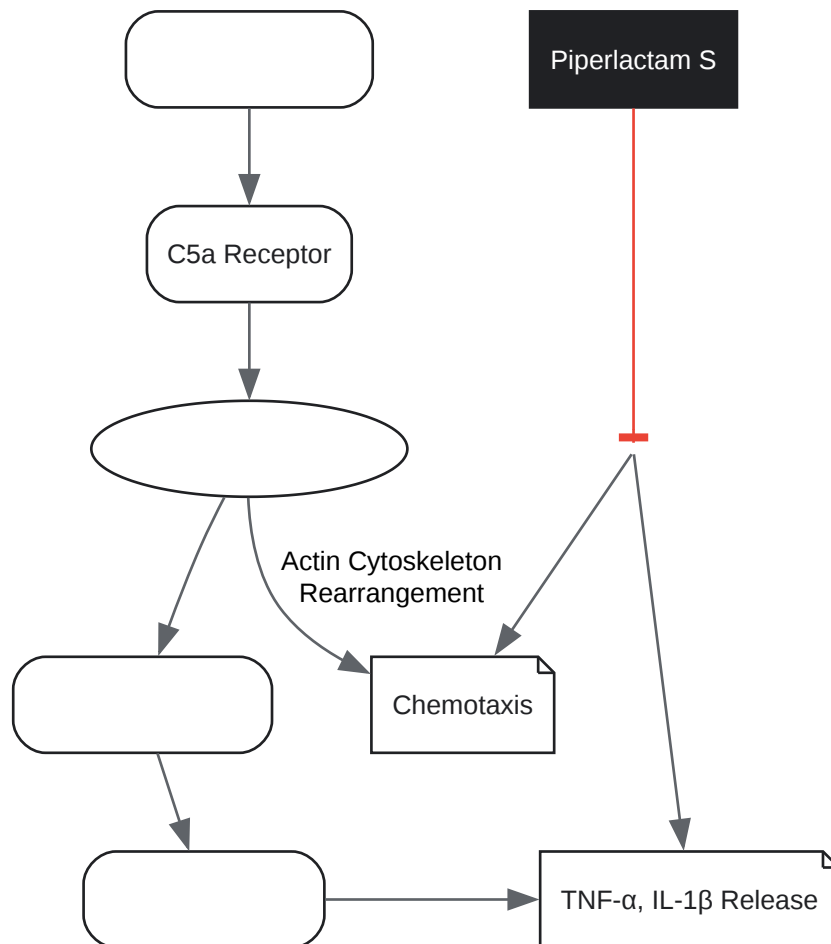 Piperlactam S
C5a Receptor
Actin Cytoskeleton
Rearrangement
Chemotaxis
TNF-α, IL-1β Release